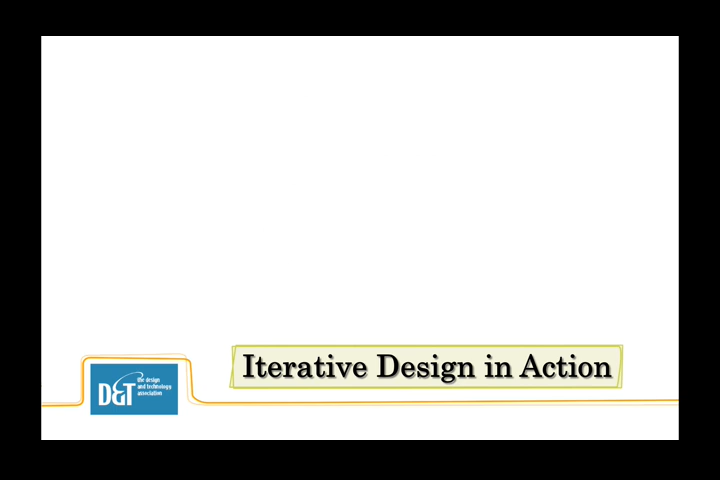 Iterative Design in Action
D&T
the design
and technology
association